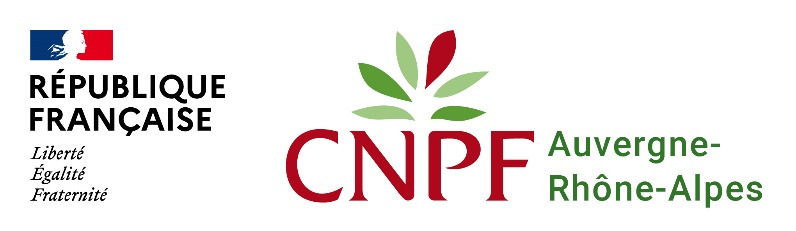 RÉPUBLIQUE
FRANÇAISE
Liberté
Égalité
Fraternité
CNPF
Auvergne-
Rhône-Alpes